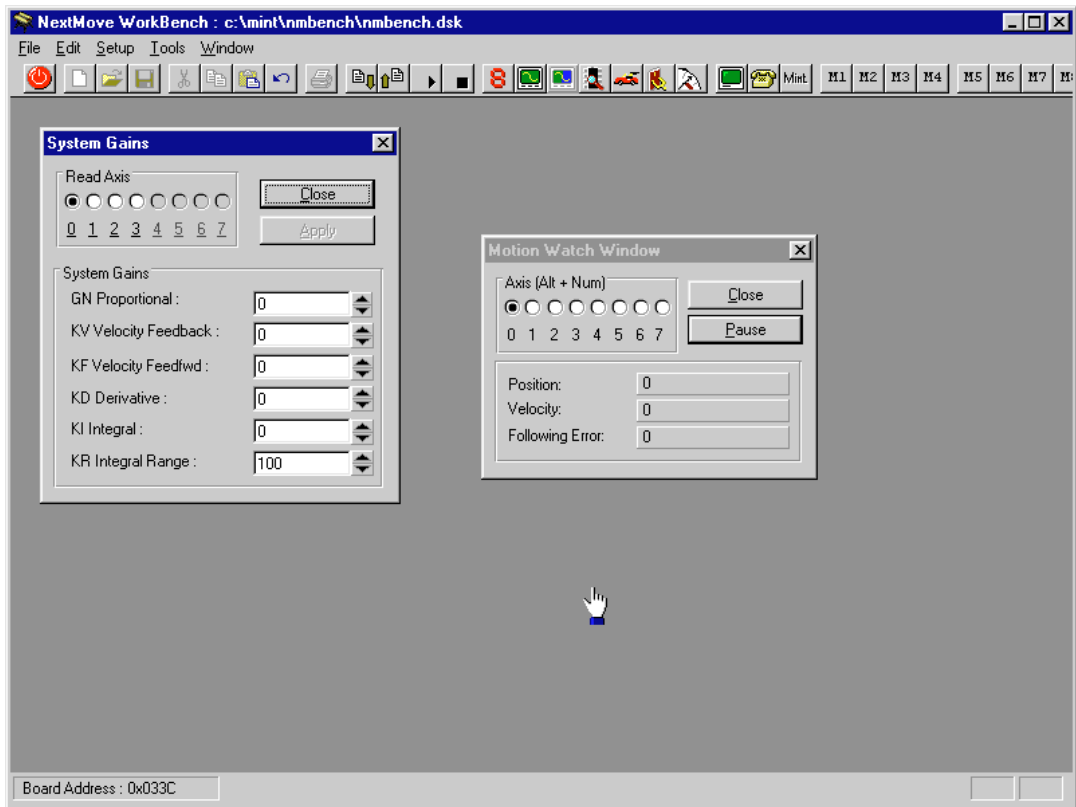 NextMove WorkBench : c:\mint\nmbench\nmbench.dsk
File Edit Setup Tools Window
8 Mint M1 M2 M3 M4 M5 M6 M7
System Gains
Read Axis
Close
0 1 2 3 4 5 6 7
Apply
System Gains
GN Proportional : 0
KV Velocity Feedback : 0
KF Velocity Feedfwd : 0
KD Derivative : 0
KI Integral : 0
KR Integral Range : 100
Motion Watch Window
Axis (Alt + Num)
Close
0 1 2 3 4 5 6 7
Pause
Position: 0
Velocity: 0
Following Error: 0
Board Address : 0x033C